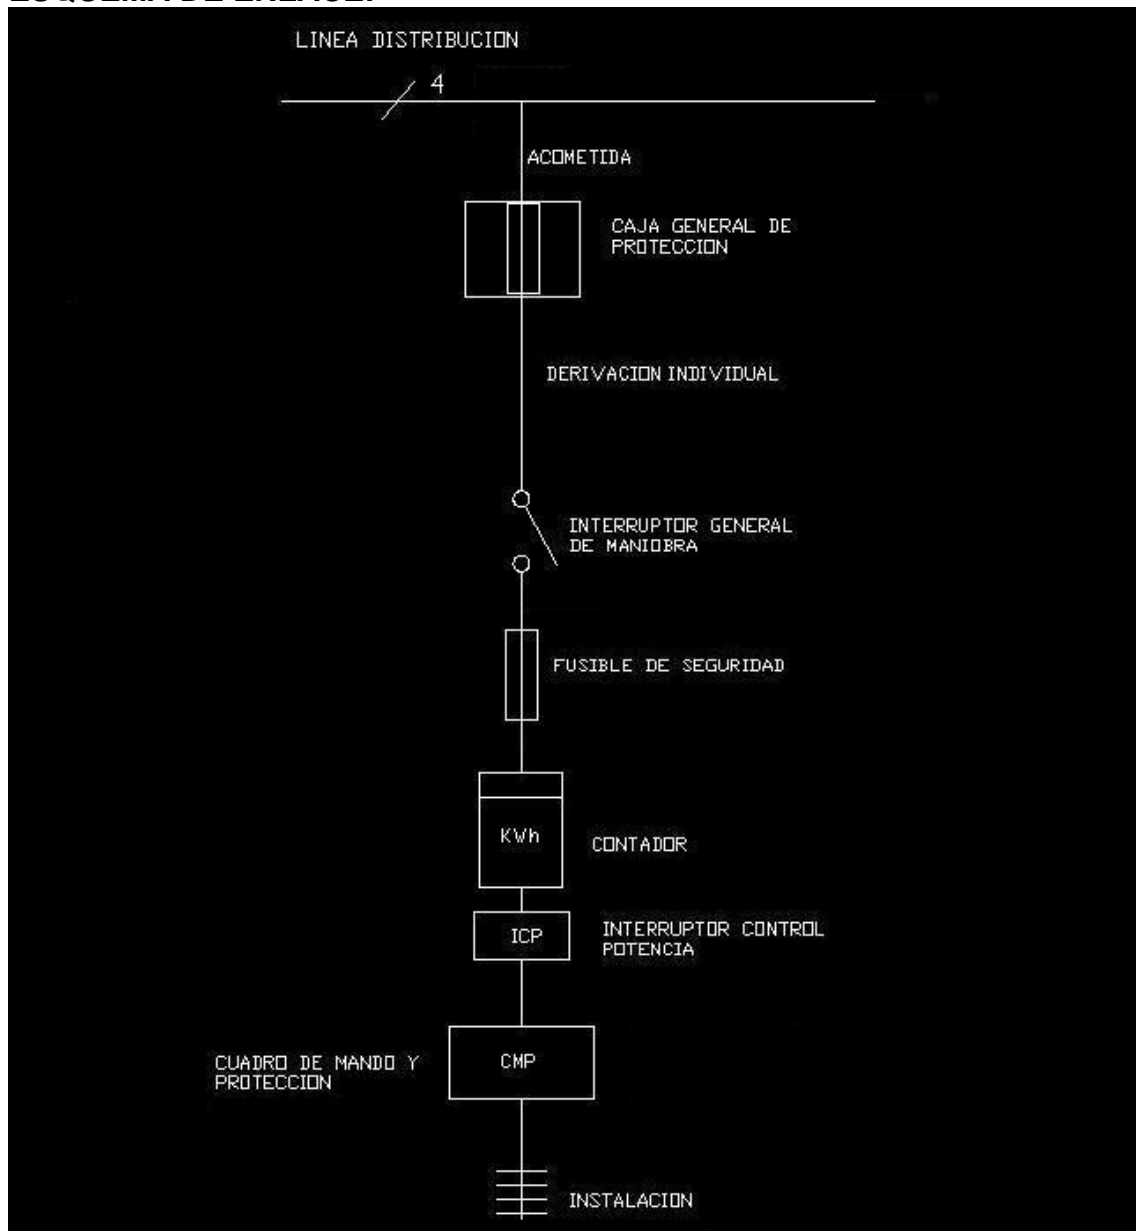 LINEA DISTRIBUCION
4
ACOMETIDA
CAJA GENERAL DE
PROTECCION
DERIVACION INDIVIDUAL
INTERRUPTOR GENERAL
DE MANIOBRA
FUSIBLE DE SEGURIDAD
KWh
CONTADOR
ICP
INTERRUPTOR CONTROL
POTENCIA
CUADRO DE MANDO Y
PROTECCION
CMP
INSTALACION